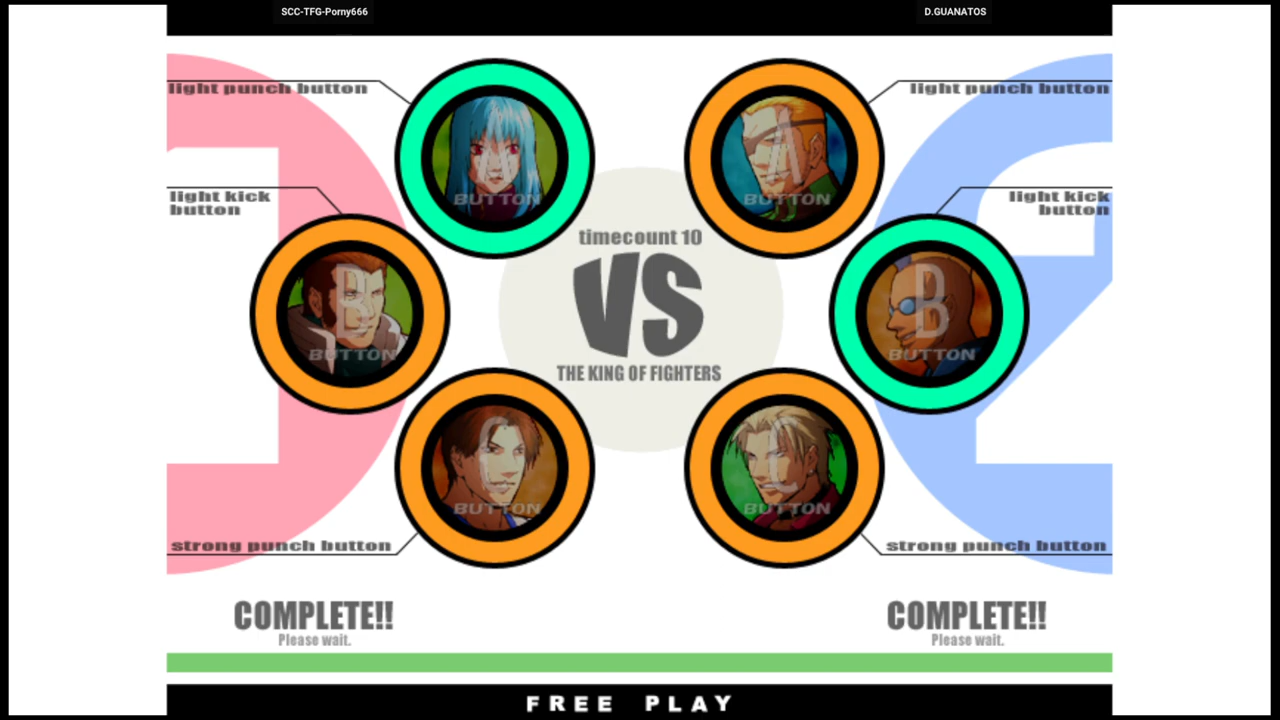 SCC-TFG-Porny666
D.GUANATOS
light punch button
light punch button
A
BUTTON
A
BUTTON
light kick
button
light kick
button
timecount 10
VS
THE KING OF FIGHTERS
B
BUTTON
B
BUTTON
C
BUTTON
C
BUTTON
strong punch button
strong punch button
COMPLETE!!
Please wait.
COMPLETE!!
Please wait.
FREE PLAY